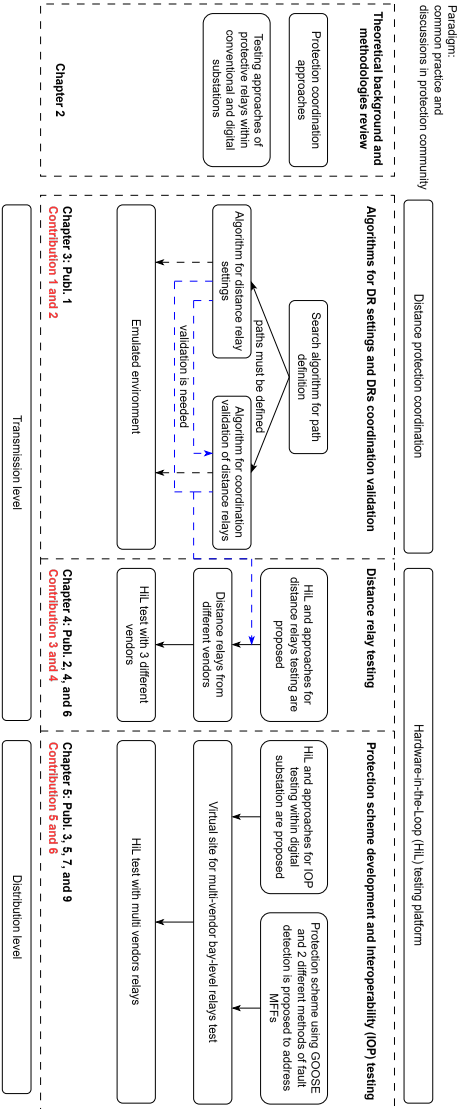 Paradigm:
common practice and
discussions in protection community
Distance protection coordination
Hardware-in-the-Loop (HiL) testing platform
Theoretical background and
methodologies review
Protection coordination
approaches
Testing approaches of
protective relays within
conventional and digital
substations
Chapter 2
Algorithms for DR settings and DRs coordination validation
Search algorithm for path
definition
paths must be defined
Algorithm for distance relay
settings
Algorithm for coordination
validation of distance relays
validation is needed
Emulated environment
Chapter 3: Publ. 1
Contribution 1 and 2
Distance relay testing
HiL and approaches for
distance relays testing are
proposed
Distance relays from
different vendors
HiL test with 3 different
vendors
Chapter 4: Publ. 2, 4, and 6
Contribution 3 and 4
Protection scheme development and Interoperability (IOP) testing
HiL and approaches for IOP
testing within digital
substation are proposed
Protection scheme using GOOSE
and 2 different methods of fault
detection is proposed to address
MFFs
Virtual site for multi-vendor bay-level relays test
HiL test with multi vendors relays
Chapter 5: Publ. 3, 5, 7, and 9
Contribution 5 and 6
Transmission level
Distribution level